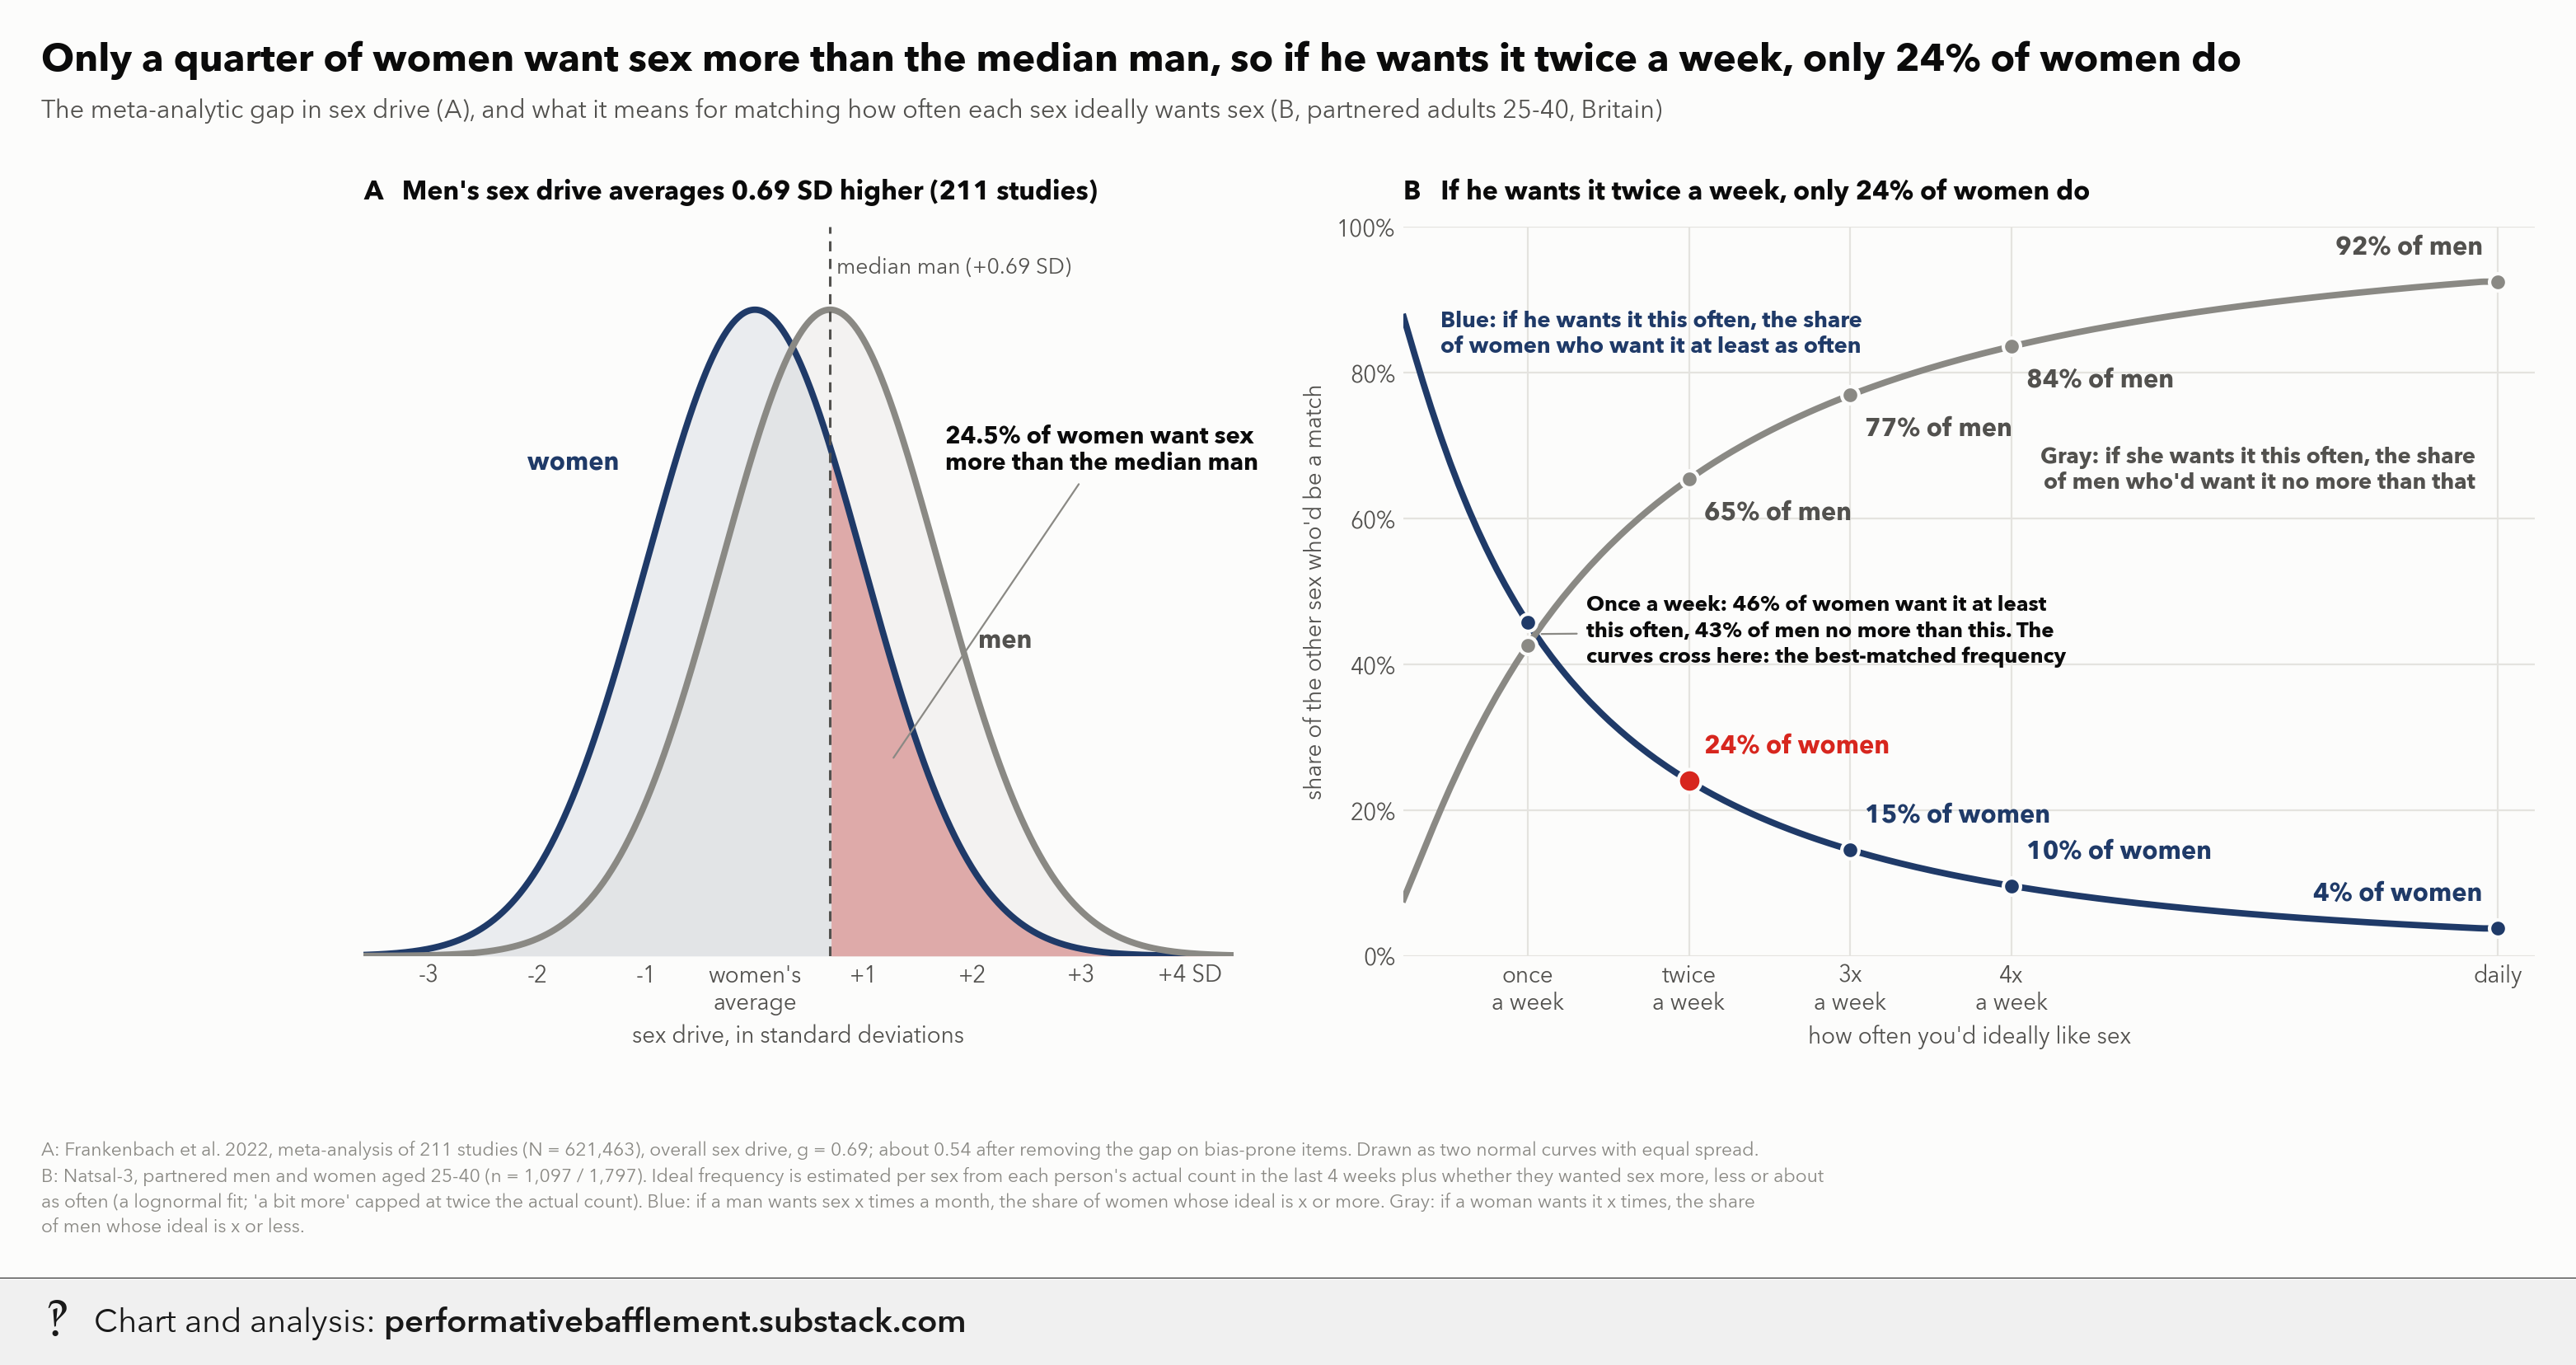 Only a quarter of women want sex more than the median man, so if he wants it twice a week, only 24% of women do
The meta-analytic gap in sex drive (A), and what it means for matching how often each sex ideally wants sex (B, partnered adults 25-40, Britain)
A Men's sex drive averages 0.69 SD higher (211 studies)
median man (+0.69 SD)
women
24.5% of women want sex
more than the median man
men
-3
-2
-1
women's
average
+1
+2
+3
+4 SD
sex drive, in standard deviations
B If he wants it twice a week, only 24% of women do
share of the other sex who'd be a match
100%
80%
60%
40%
20%
0%
92% of men
Blue: if he wants it this often, the share
of women who want it at least as often
84% of men
77% of men
Gray: if she wants it this often, the share
of men who'd want it no more than that
65% of men
Once a week: 46% of women want it at least
this often, 43% of men no more than this. The
curves cross here: the best-matched frequency
24% of women
15% of women
10% of women
4% of women
once
a week
twice
a week
3x
a week
4x
a week
daily
how often you'd ideally like sex
A: Frankenbach et al. 2022, meta-analysis of 211 studies (N = 621,463), overall sex drive, g = 0.69; about 0.54 after removing the gap on bias-prone items. Drawn as two normal curves with equal spread.
B: Natsal-3, partnered men and women aged 25-40 (n = 1,097 / 1,797). Ideal frequency is estimated per sex from each person's actual count in the last 4 weeks plus whether they wanted sex more, less or about
as often (a lognormal fit; 'a bit more' capped at twice the actual count). Blue: if a man wants sex x times a month, the share of women whose ideal is x or more. Gray: if a woman wants it x times, the share
of men whose ideal is x or less.
‽ Chart and analysis: performativebafflement.substack.com